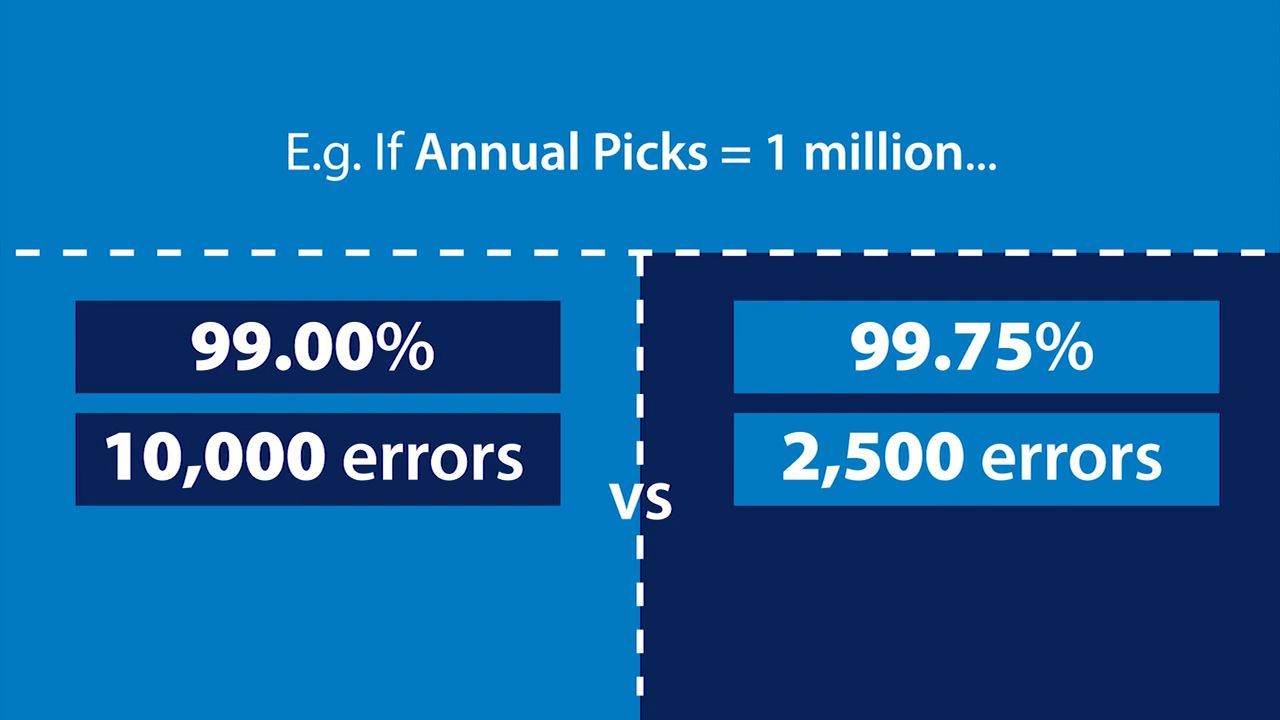 E.g. If Annual Picks = 1 million...
99.00%
10,000 errors
vs
99.75%
2,500 errors